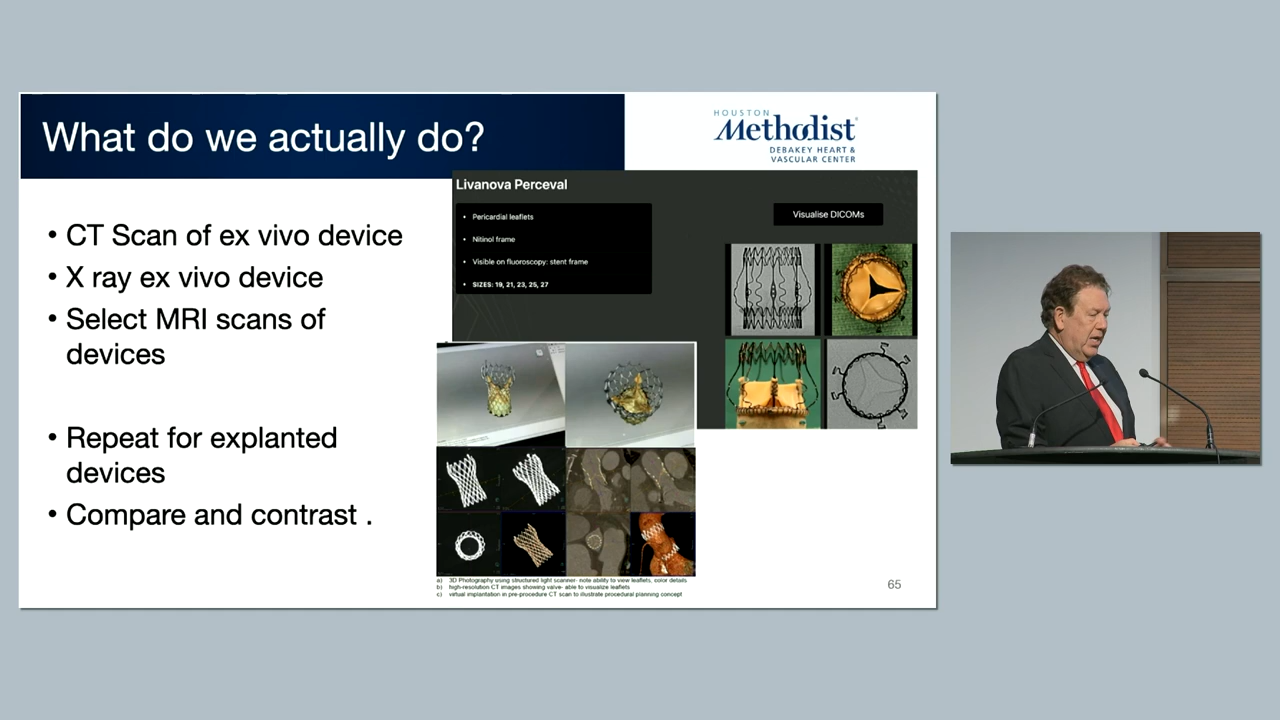 What do we actually do?
HOUSTON
Methodist
DEBAKEY HEART &
VASCULAR CENTER
• CT Scan of ex vivo device
• X ray ex vivo device
• Select MRI scans of
devices
• Repeat for explanted
devices
• Compare and contrast .
Livanova Perceval
• Pericardial leaflets
• Nitinol frame
• Visible on fluoroscopy: stent frame
• SIZES: 19, 21, 23, 25, 27
Visualise DICOMs
a) 3D Photography using structured light scanner- note ability to view leaflets, color details
b) high-resolution CT images showing valve- able to visualize leaflets
c) virtual implantation in pre-procedure CT scan to illustrate procedural planning concept
65